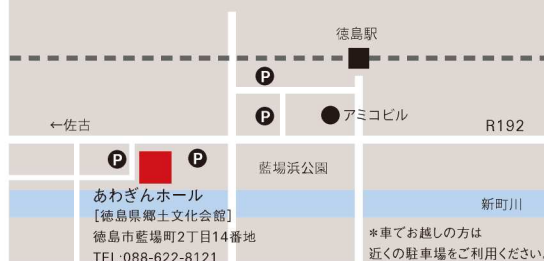 徳島駅
P
P
アミコビル
←佐古
R192
P
P
藍場浜公園
あわぎんホール
[徳島県郷土文化会館]
徳島市藍場町2丁目14番地
TEL:088-622-8121
新町川
*車でお越しの方は
近くの駐車場をご利用ください。